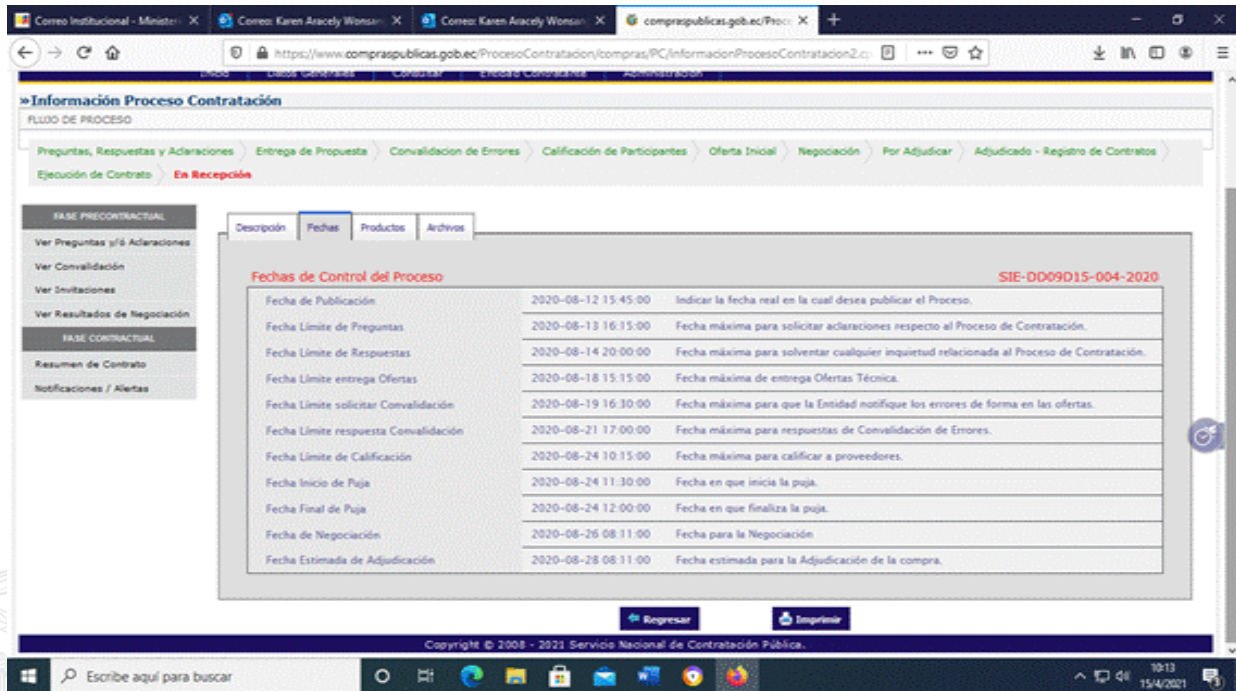 Correo Institucional - Ministeri
Correo: Karen Aracely Wonsan
Correo: Karen Aracely Wonsan
compraspublicas.gob.ec/Proce
https://www.compraspublicas.gob.ec/ProcesoContratacion/compras/PC/informacionProcesoContratacion2.c
Inicio Datos Generales Consultar Entidad Contratante Administración
»Información Proceso Contratación
FLUJO DE PROCESO
Preguntas, Respuestas y Aclaraciones Entrega de Propuesta Convalidacion de Errores Calificación de Participantes Oferta Inicial Negociación Por Adjudicar Adjudicado - Registro de Contratos
Ejecución de Contrato En Recepción
FASE PRECONTRACTUAL
Ver Preguntas y/ó Aclaraciones
Ver Convalidación
Ver Invitaciones
Ver Resultados de Negociación
FASE CONTRACTUAL
Resumen de Contrato
Notificaciones / Alertas
Descripción Fechas Productos Archivos
Fechas de Control del Proceso SIE-DD09D15-004-2020
Fecha de Publicación 2020-08-12 15:45:00 Indicar la fecha real en la cual desea publicar el Proceso.
Fecha Límite de Preguntas 2020-08-13 16:15:00 Fecha máxima para solicitar aclaraciones respecto al Proceso de Contratación.
Fecha Límite de Respuestas 2020-08-14 20:00:00 Fecha máxima para solventar cualquier inquietud relacionada al Proceso de Contratación.
Fecha Límite entrega Ofertas 2020-08-18 15:15:00 Fecha máxima de entrega Ofertas Técnica.
Fecha Límite solicitar Convalidación 2020-08-19 16:30:00 Fecha máxima para que la Entidad notifique los errores de forma en las ofertas.
Fecha Límite respuesta Convalidación 2020-08-21 17:00:00 Fecha máxima para respuestas de Convalidación de Errores.
Fecha Límite de Calificación 2020-08-24 10:15:00 Fecha máxima para calificar a proveedores.
Fecha Inicio de Puja 2020-08-24 11:30:00 Fecha en que inicia la puja.
Fecha Final de Puja 2020-08-24 12:00:00 Fecha en que finaliza la puja.
Fecha de Negociación 2020-08-26 08:11:00 Fecha para la Negociación
Fecha Estimada de Adjudicación 2020-08-28 08:11:00 Fecha estimada para la Adjudicación de la compra.
Regresar Imprimir
Copyright © 2008 - 2021 Servicio Nacional de Contratación Pública.
Escribe aquí para buscar
10:13
15/4/2021